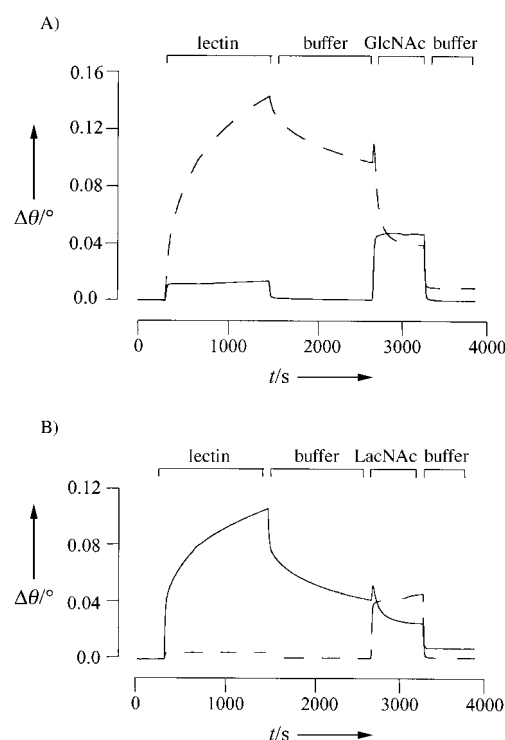 A)
lectin buffer GlcNAc buffer
0.16
0.12
0.08
Δθ/°
0.04
0.0
0 1000 2000 3000 4000
t/s
B)
lectin buffer LacNAc buffer
0.12
0.08
Δθ/°
0.04
0.0
0 1000 2000 3000 4000
t/s